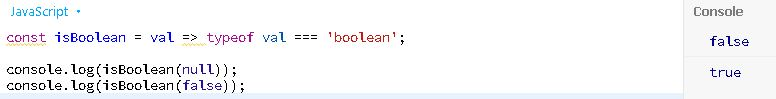 JavaScript
const isBoolean = val => typeof val === 'boolean';
console.log(isBoolean(null));
console.log(isBoolean(false));
Console
false
true